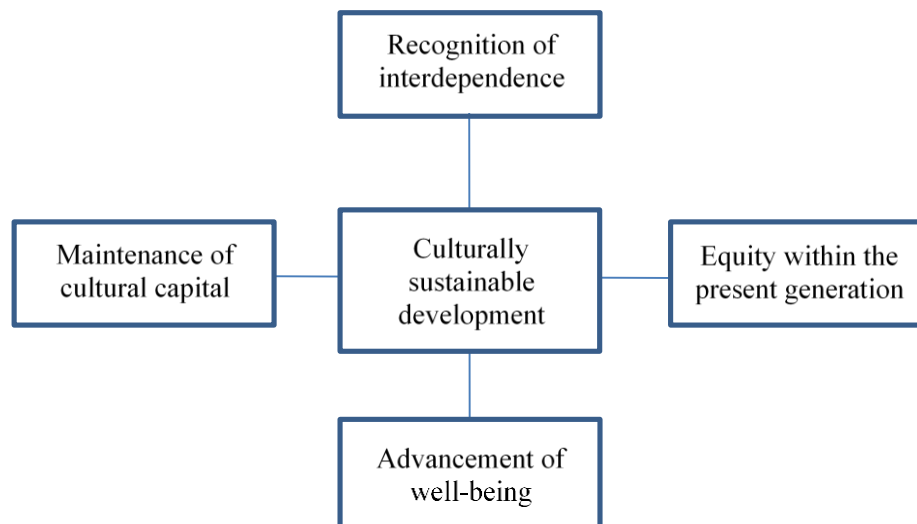 Recognition of
interdependence
Maintenance of
cultural capital
Culturally
sustainable
development
Equity within the
present generation
Advancement of
well-being